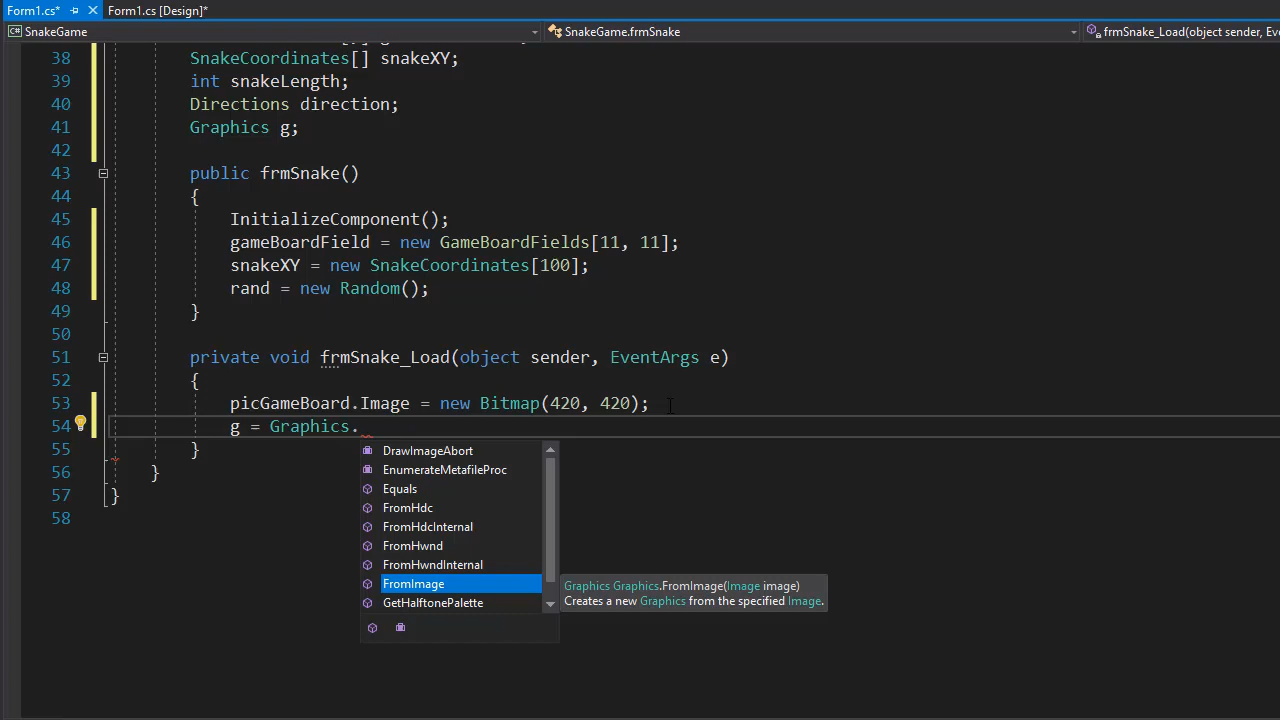 Form1.cs* Form1.cs [Design]*
SnakeGame SnakeGame.frmSnake frmSnake_Load(object sender, Eve
38 SnakeCoordinates[] snakeXY;
39 int snakeLength;
40 Directions direction;
41 Graphics g;
42
43 public frmSnake()
44 {
45 InitializeComponent();
46 gameBoardField = new GameBoardFields[11, 11];
47 snakeXY = new SnakeCoordinates[100];
48 rand = new Random();
49 }
50
51 private void frmSnake_Load(object sender, EventArgs e)
52 {
53 picGameBoard.Image = new Bitmap(420, 420);
54 g = Graphics.
55 }
56 }
57 }
58
DrawImageAbort
EnumerateMetafileProc
Equals
FromHdc
FromHdcInternal
FromHwnd
FromHwndInternal
FromImage
GetHalftonePalette
Graphics Graphics.FromImage(Image image)
Creates a new Graphics from the specified Image.